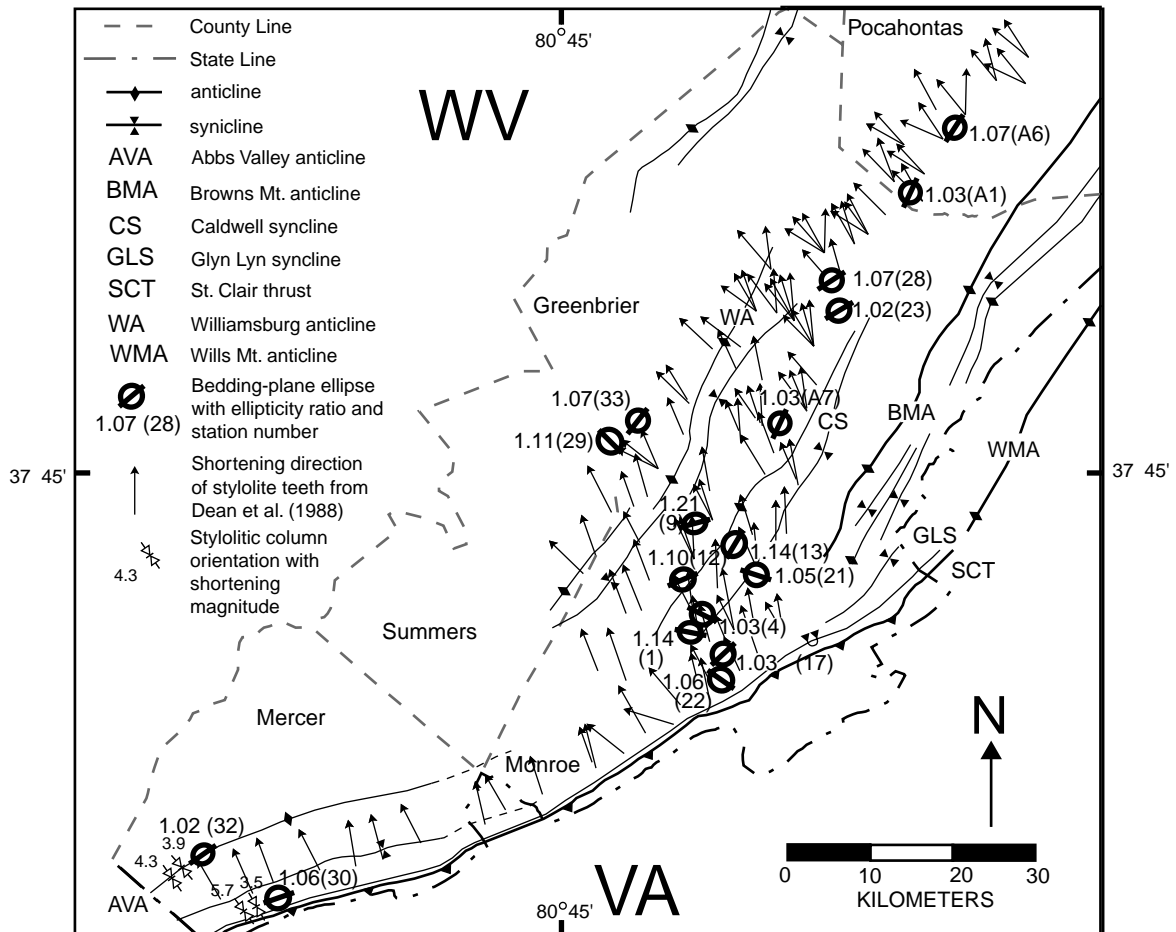 County Line
State Line
anticline
synicline
AVA Abbs Valley anticline
BMA Browns Mt. anticline
CS Caldwell syncline
GLS Glyn Lyn syncline
SCT St. Clair thrust
WA Williamsburg anticline
WMA Wills Mt. anticline
Bedding-plane ellipse
with ellipticity ratio and
station number
1.07 (28)
Shortening direction
of stylolite teeth from
Dean et al. (1988)
Stylolitic column
orientation with
shortening
magnitude
4.3
80°45'
WV
Pocahontas
1.07(A6)
1.03(A1)
Greenbrier
1.07(28)
1.02(23)
WA
1.03(A7)
CS
BMA
WMA
1.07(33)
1.11(29)
37 45'
37 45'
1.21
(9)
1.14(13)
1.10(12)
1.05(21)
GLS
SCT
Summers
1.03(4)
1.14
(1)
1.03 (17)
1.06
(22)
Mercer
Monroe
N
1.02 (32)
3.9
4.3
5.7
3.5
1.06(30)
AVA
VA
80°45'
0 10 20 30
KILOMETERS